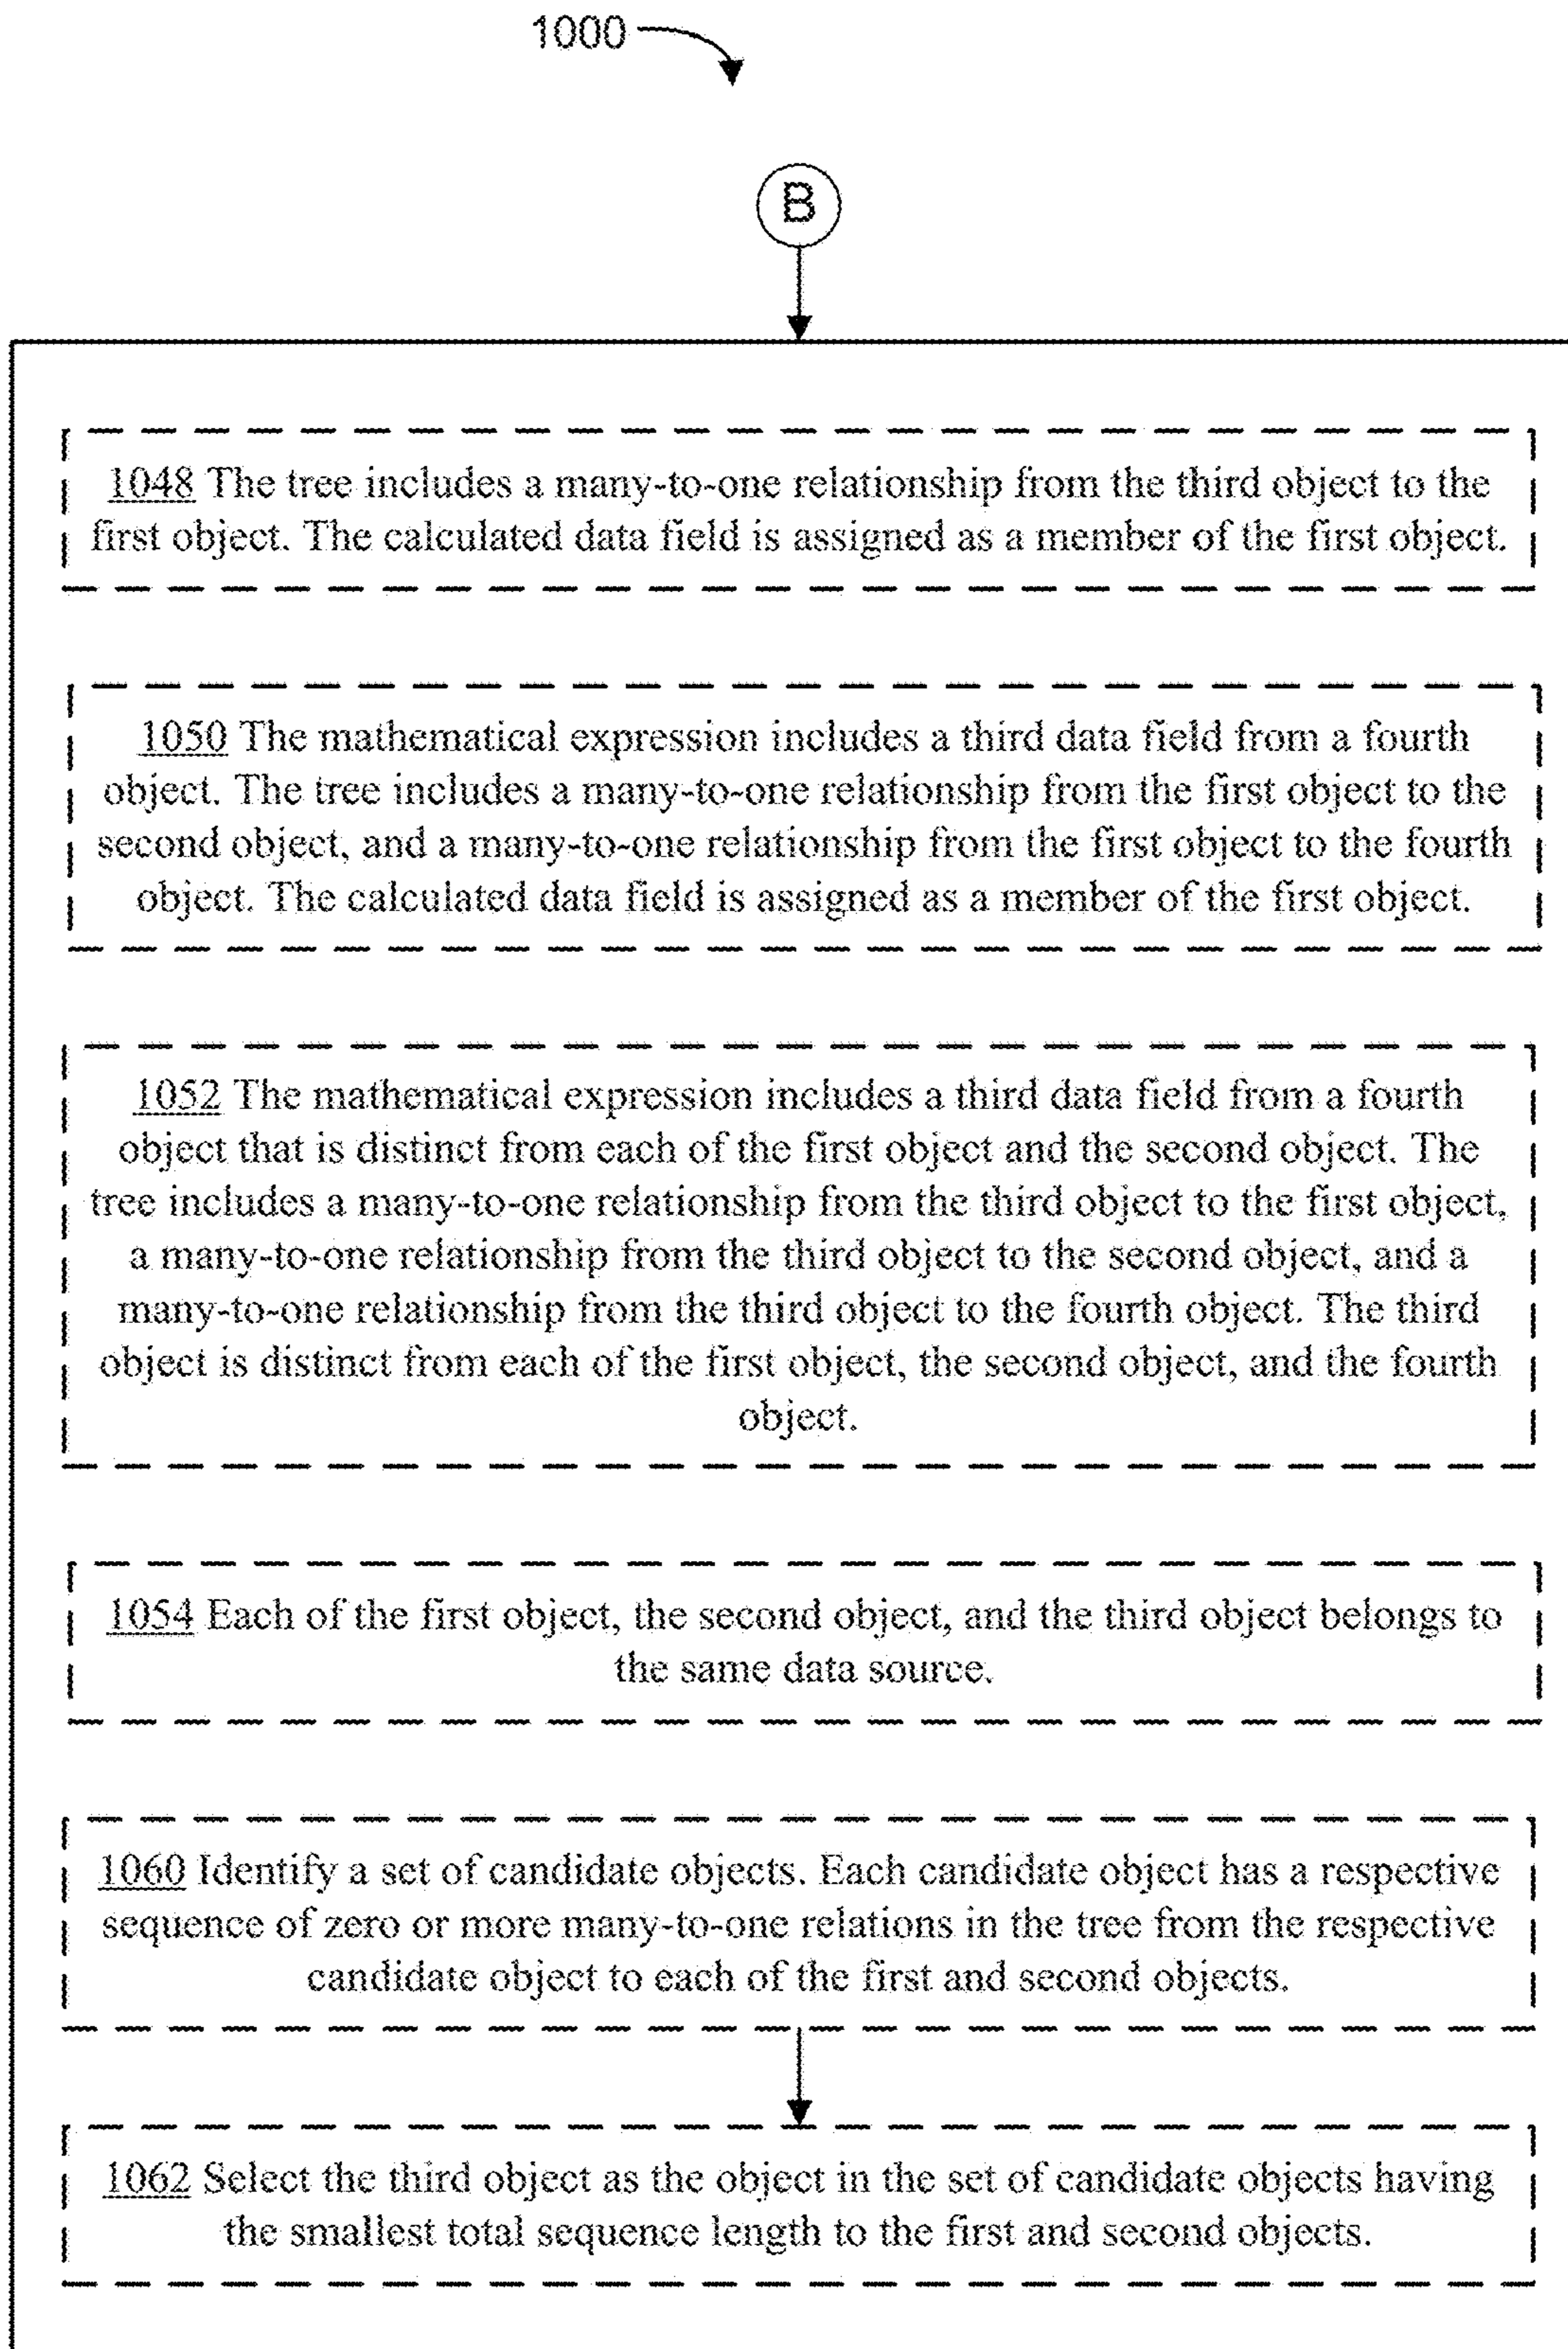 1000
B
1048 The tree includes a many-to-one relationship from the third object to the
first object. The calculated data field is assigned as a member of the first object.
1050 The mathematical expression includes a third data field from a fourth
object. The tree includes a many-to-one relationship from the first object to the
second object, and a many-to-one relationship from the first object to the fourth
object. The calculated data field is assigned as a member of the first object.
1052 The mathematical expression includes a third data field from a fourth
object that is distinct from each of the first object and the second object. The
tree includes a many-to-one relationship from the third object to the first object,
a many-to-one relationship from the third object to the second object, and a
many-to-one relationship from the third object to the fourth object. The third
object is distinct from each of the first object, the second object, and the fourth
object.
1054 Each of the first object, the second object, and the third object belongs to
the same data source.
1060 Identify a set of candidate objects. Each candidate object has a respective
sequence of zero or more many-to-one relations in the tree from the respective
candidate object to each of the first and second objects.
1062 Select the third object as the object in the set of candidate objects having
the smallest total sequence length to the first and second objects.